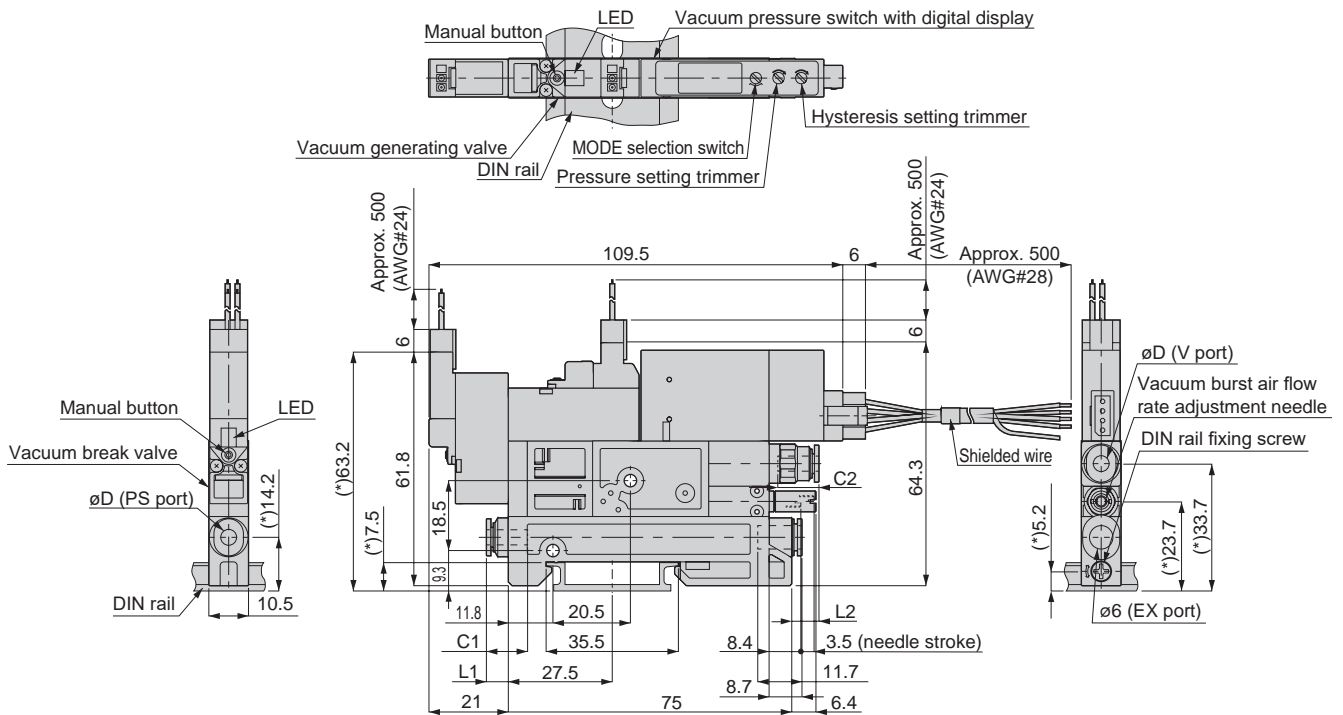 LED
Vacuum pressure switch with digital display
Manual button
Hysteresis setting trimmer
Vacuum generating valve
MODE selection switch
DIN rail
Pressure setting trimmer
Approx. 500
(AWG#24)
Approx. 500
(AWG#24)
109.5
6
Approx. 500
(AWG#28)
6
6
(*)63.2
61.8
18.5
(*)7.5
9.3
64.3
C2
Shielded wire
Manual button
LED
Vacuum break valve
øD (PS port)
(*)14.2
DIN rail
10.5
øD (V port)
Vacuum burst air flow
rate adjustment needle
DIN rail fixing screw
(*)5.2
(*)23.7
(*)33.7
ø6 (EX port)
11.8
20.5
L2
C1
35.5
8.4
3.5 (needle stroke)
L1
27.5
11.7
8.7
21
75
6.4